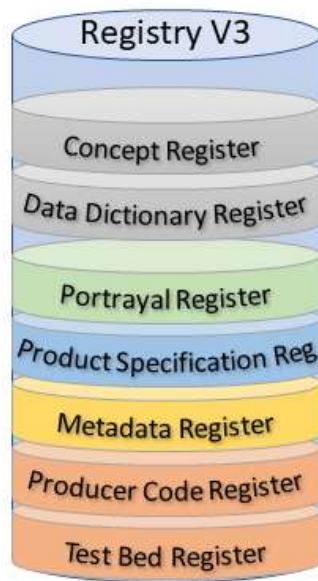 Registry V3
Concept Register
Data Dictionary Register
Portrayal Register
Product Specification Reg
Metadata Register
Producer Code Register
Test Bed Register